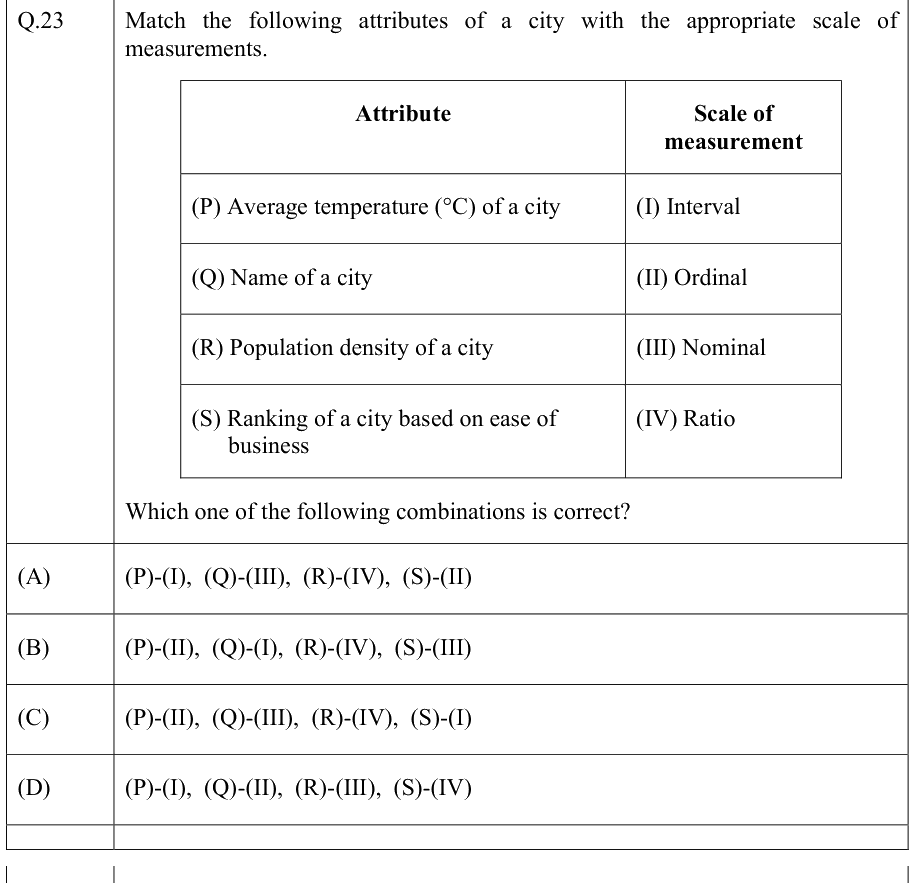 Q.23
Match the following attributes of a city with the appropriate scale of
measurements.
Attribute
Scale of
measurement
(P) Average temperature (°C) of a city
(I) Interval
(Q) Name of a city
(II) Ordinal
(R) Population density of a city
(III) Nominal
(S) Ranking of a city based on ease of
business
(IV) Ratio
Which one of the following combinations is correct?
(A)
(P)-(I), (Q)-(III), (R)-(IV), (S)-(II)
(B)
(P)-(II), (Q)-(I), (R)-(IV), (S)-(III)
(C)
(P)-(II), (Q)-(III), (R)-(IV), (S)-(I)
(D)
(P)-(I), (Q)-(II), (R)-(III), (S)-(IV)